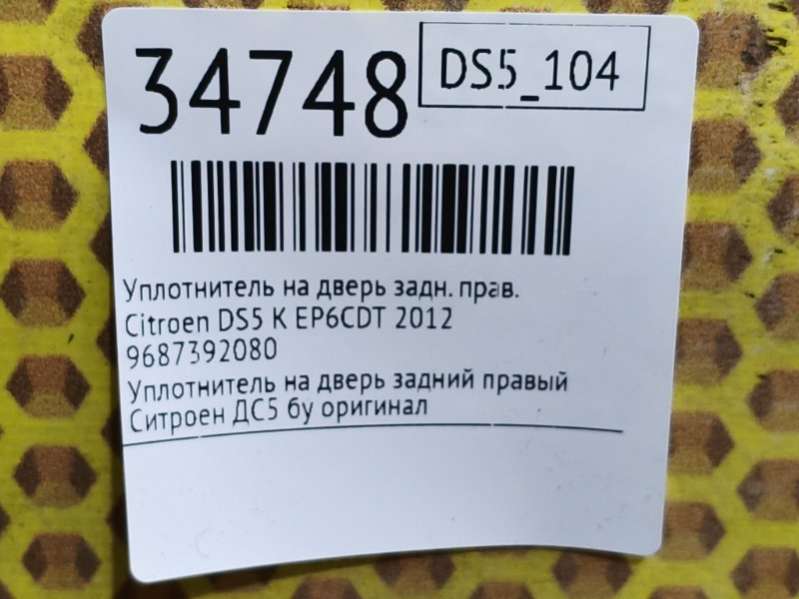 34748
DS5_104
Уплотнитель на дверь задн. прав.
Citroen DS5 K EP6CDT 2012
9687392080
Уплотнитель на дверь задний правый
Ситроен ДС5 бу оригинал